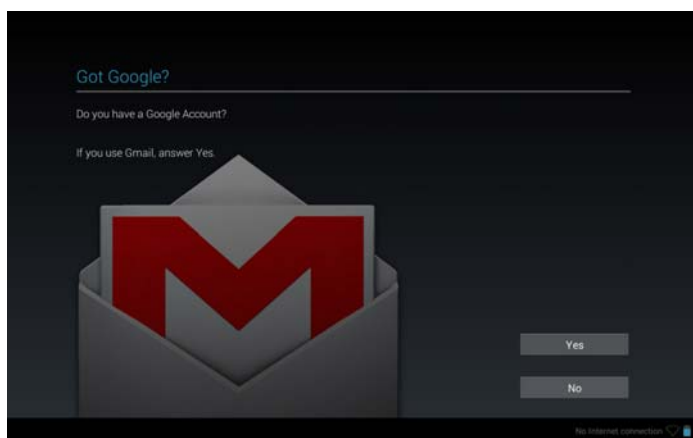 Got Google?
Do you have a Google Account?
If you use Gmail, answer Yes.
Yes
No
No Internet connection